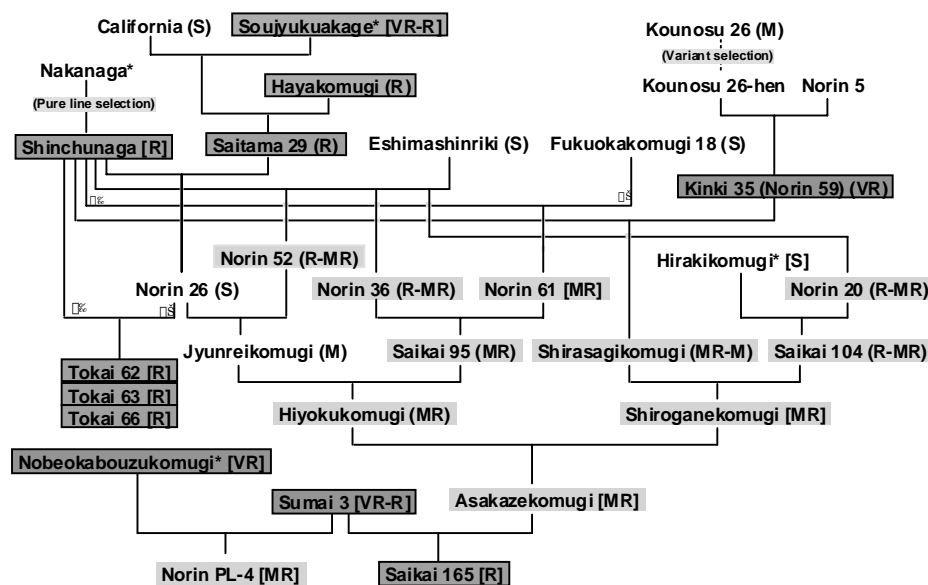 California (S)
Soujyukuakage* [VR-R]
Kounosu 26 (M)
(Variant selection)
Nakanaga*
(Pure line selection)
Hayakomugi (R)
Kounosu 26-hen
Norin 5
Shinchunaga [R]
Saitama 29 (R)
Eshimashinriki (S)
Fukuokakomugi 18 (S)
Kinki 35 (Norin 59) (VR)
Norin 52 (R-MR)
Hirakikomugi* [S]
Norin 26 (S)
Norin 36 (R-MR)
Norin 61 [MR]
Norin 20 (R-MR)
Jyunreikomugi (M)
Saikai 95 (MR)
Shirasagikomugi (MR-M)
Saikai 104 (R-MR)
Tokai 62 [R]
Tokai 63 [R]
Tokai 66 [R]
Hiyokukomugi (MR)
Shiroganekomugi [MR]
Nobeokabouzukomugi* [VR]
Sumai 3 [VR-R]
Asakazekomugi [MR]
Norin PL-4 [MR]
Saikai 165 [R]